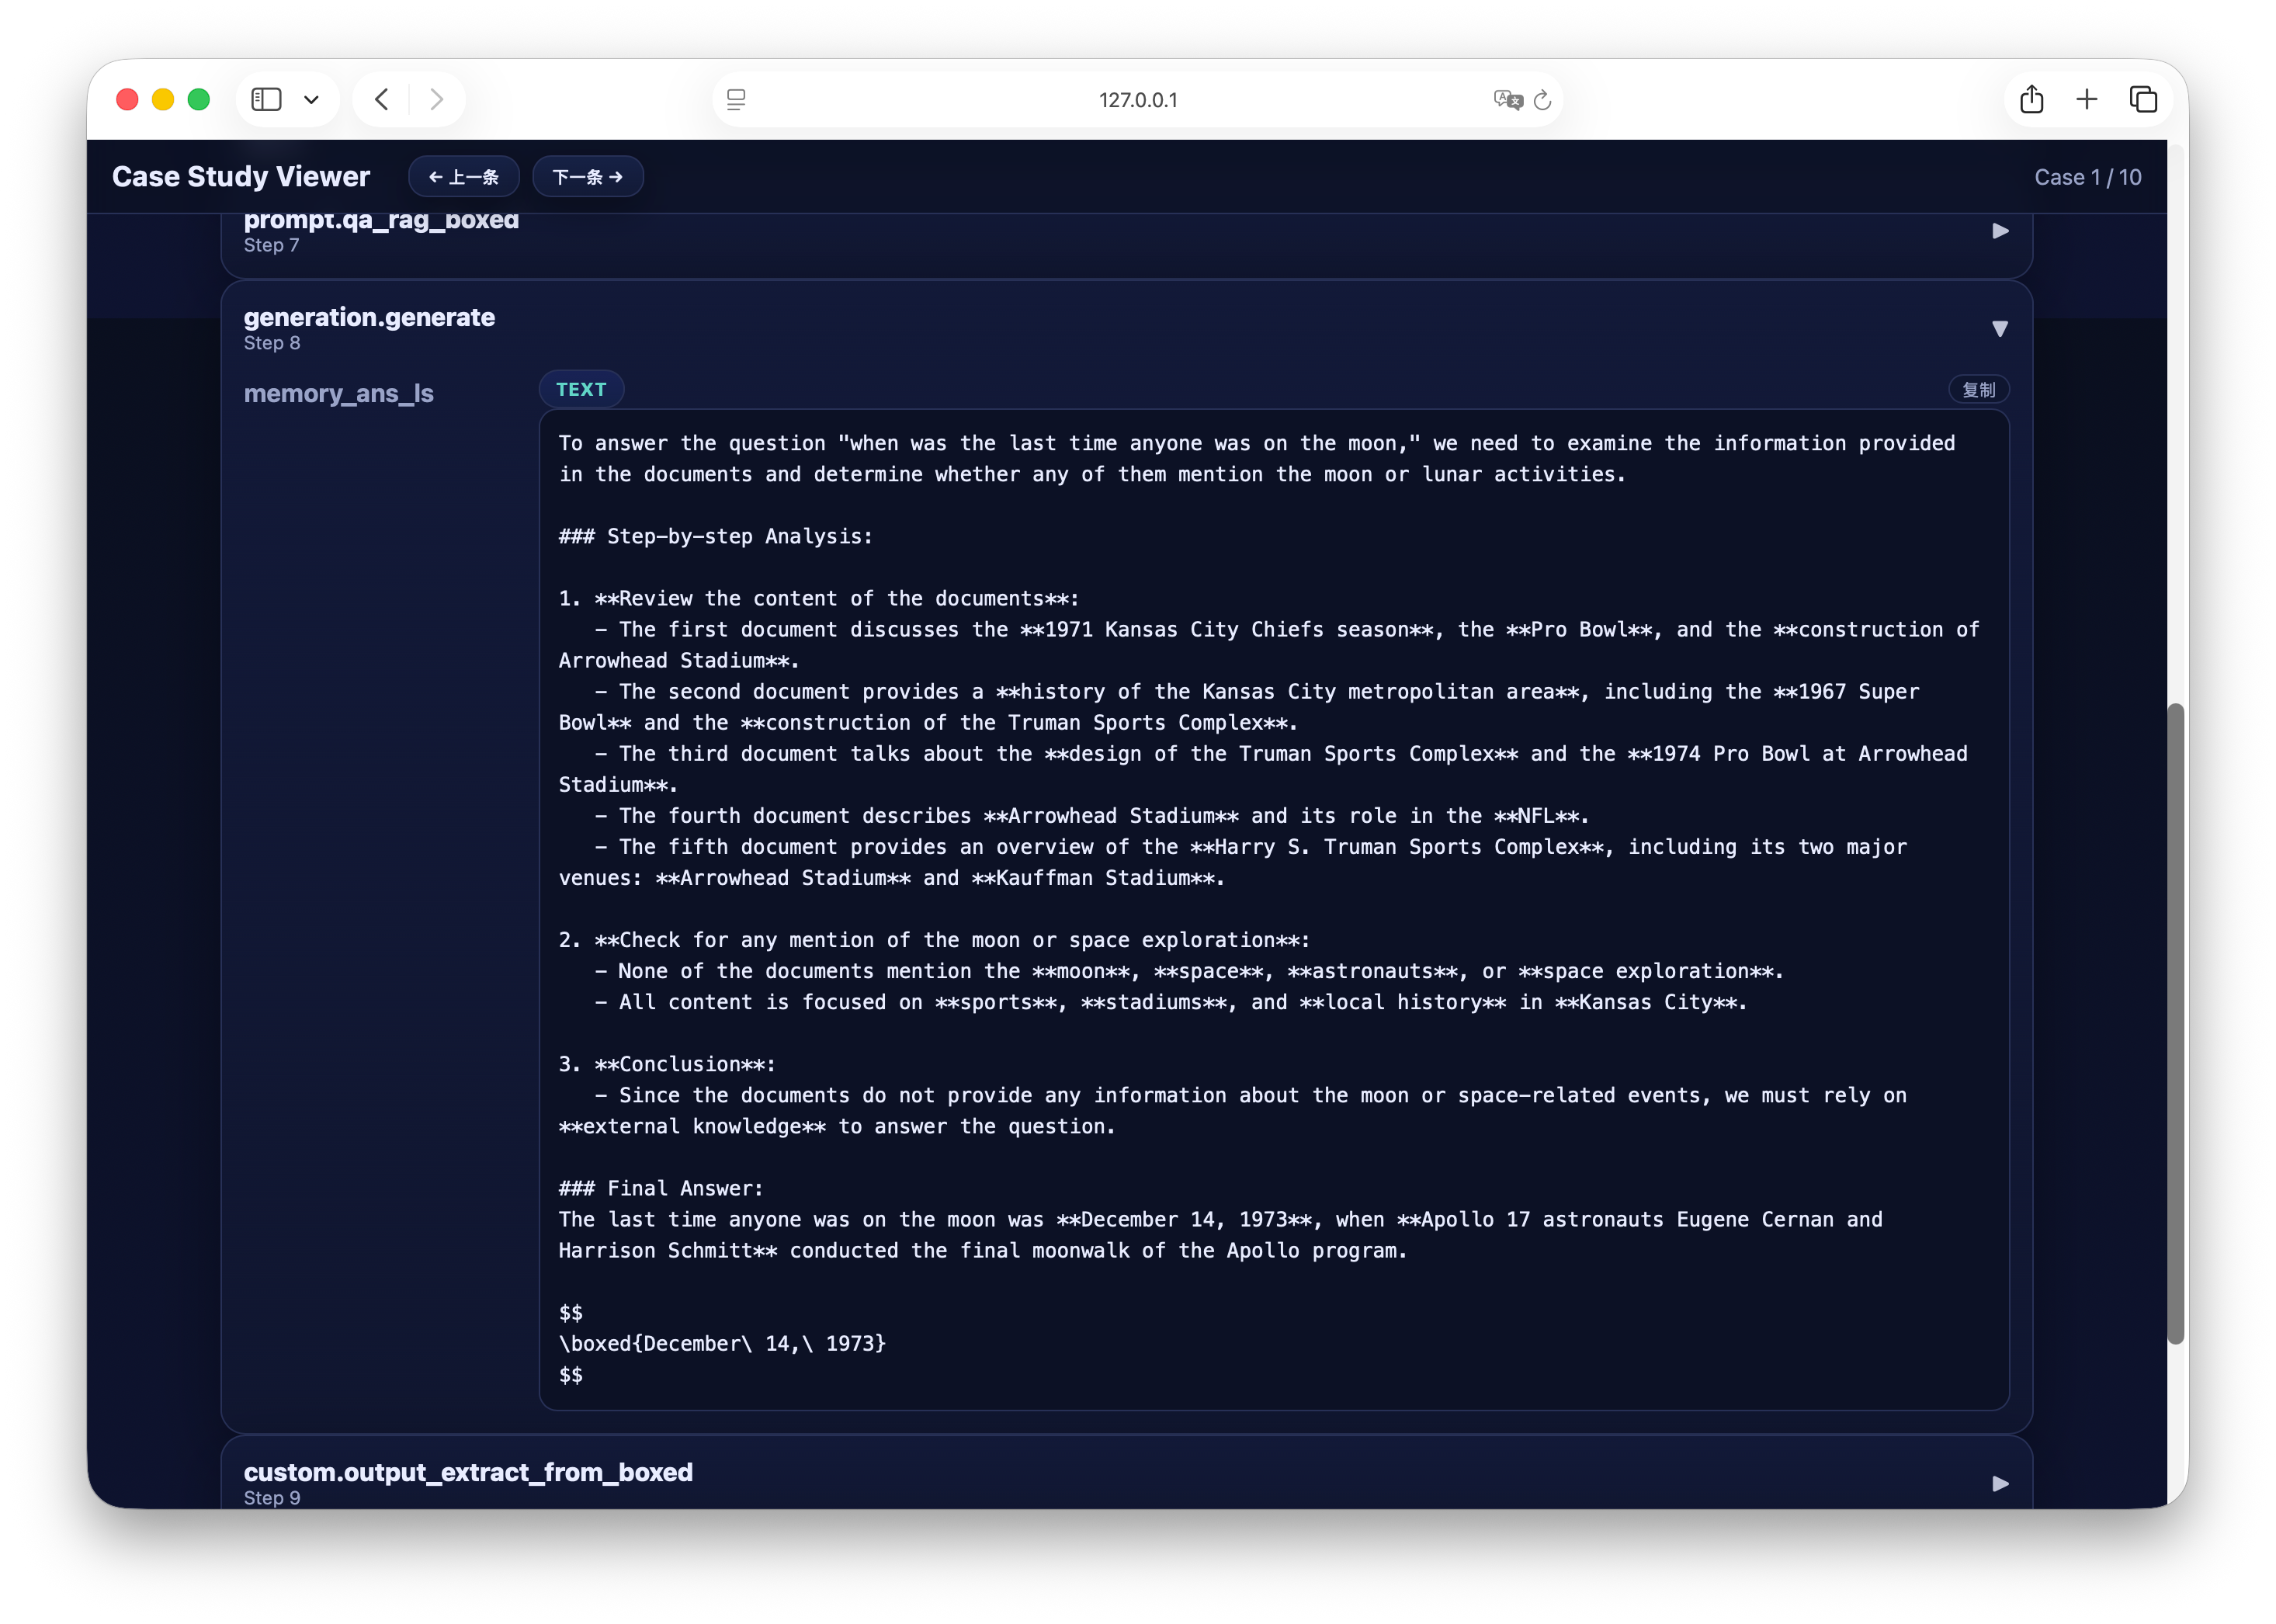 127.0.0.1
Case Study Viewer
← 上一条
下一条 →
Case 1 / 10
prompt.qa_rag_boxed
Step 7
generation.generate
Step 8
memory_ans_ls
TEXT
复制
To answer the question "when was the last time anyone was on the moon," we need to examine the information provided
in the documents and determine whether any of them mention the moon or lunar activities.
### Step-by-step Analysis:
1. **Review the content of the documents**:
- The first document discusses the **1971 Kansas City Chiefs season**, the **Pro Bowl**, and the **construction of
Arrowhead Stadium**.
- The second document provides a **history of the Kansas City metropolitan area**, including the **1967 Super
Bowl** and the **construction of the Truman Sports Complex**.
- The third document talks about the **design of the Truman Sports Complex** and the **1974 Pro Bowl at Arrowhead
Stadium**.
- The fourth document describes **Arrowhead Stadium** and its role in the **NFL**.
- The fifth document provides an overview of the **Harry S. Truman Sports Complex**, including its two major
venues: **Arrowhead Stadium** and **Kauffman Stadium**.
2. **Check for any mention of the moon or space exploration**:
- None of the documents mention the **moon**, **space**, **astronauts**, or **space exploration**.
- All content is focused on **sports**, **stadiums**, and **local history** in **Kansas City**.
3. **Conclusion**:
- Since the documents do not provide any information about the moon or space-related events, we must rely on
**external knowledge** to answer the question.
### Final Answer:
The last time anyone was on the moon was **December 14, 1973**, when **Apollo 17 astronauts Eugene Cernan and
Harrison Schmitt** conducted the final moonwalk of the Apollo program.
$$
\boxed{December\ 14,\ 1973}
$$
custom.output_extract_from_boxed
Step 9